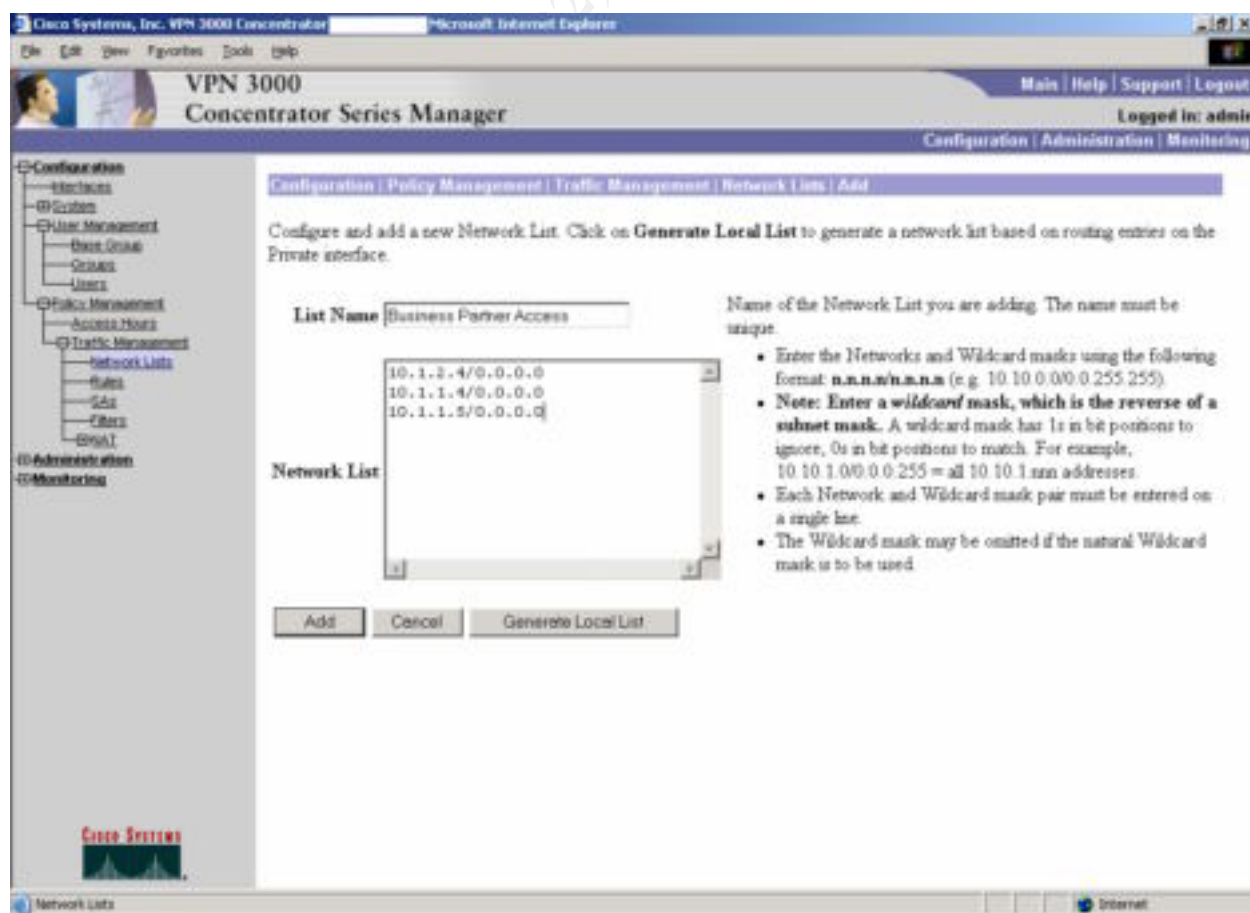 Cisco Systems, Inc. VPN 3000 Concentrator Microsoft Internet Explorer
File Edit View Favorites Tools Help
VPN 3000
Concentrator Series Manager
Main | Help | Support | Logout
Logged in: admin
Configuration | Administration | Monitoring
Configuration
Interfaces
System
User Management
Base Group
Groups
Users
Policy Management
Access Hours
Traffic Management
Network Lists
Rules
SAs
Filters
NAT
Administration
Monitoring
Configuration | Policy Management | Traffic Management | Network Lists | Add
Configure and add a new Network List. Click on Generate Local List to generate a network list based on routing entries on the
Private interface.
List Name Business Partner Access
Name of the Network List you are adding. The name must be
unique.
Network List
10.1.2.4/0.0.0.0
10.1.1.4/0.0.0.0
10.1.1.5/0.0.0.0
• Enter the Networks and Wildcard masks using the following
format: n.n.n.n/n.n.n.n (e.g. 10.10.0.0/0.0.255.255).
• Note: Enter a wildcard mask, which is the reverse of a
subnet mask. A wildcard mask has 1s in bit positions to
ignore, 0s in bit positions to match. For example,
10.10.1.0/0.0.0.255 = all 10.10.1.nnn addresses.
• Each Network and Wildcard mask pair must be entered on
a single line.
• The Wildcard mask may be omitted if the natural Wildcard
mask is to be used.
Add Cancel Generate Local List
Cisco Systems
Network Lists
Internet